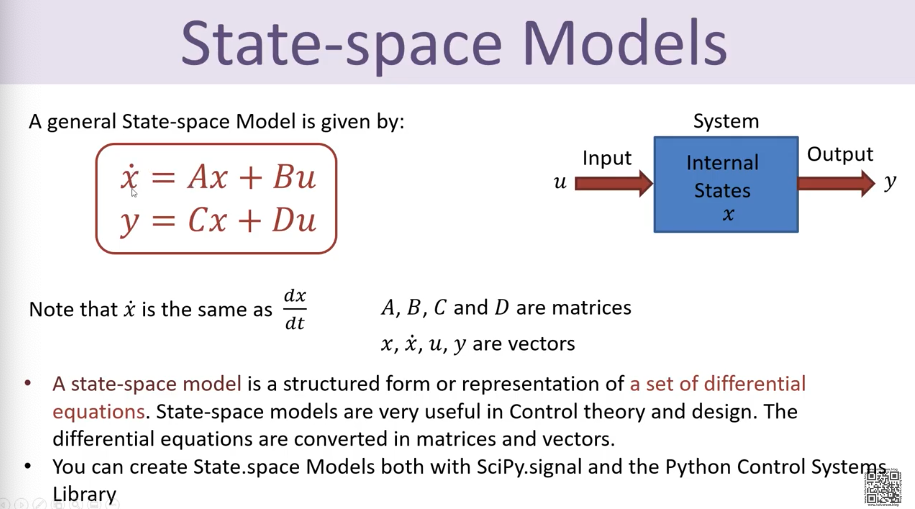 State-space Models
A general State-space Model is given by:
ẋ = Ax + Bu
y = Cx + Du
System
Input
Output
u
Internal
States
x
y
Note that ẋ is the same as dx/dt
A, B, C and D are matrices
x, ẋ, u, y are vectors
• A state-space model is a structured form or representation of a set of differential
equations. State-space models are very useful in Control theory and design. The
differential equations are converted in matrices and vectors.
• You can create State.space Models both with SciPy.signal and the Python Control Systems
Library